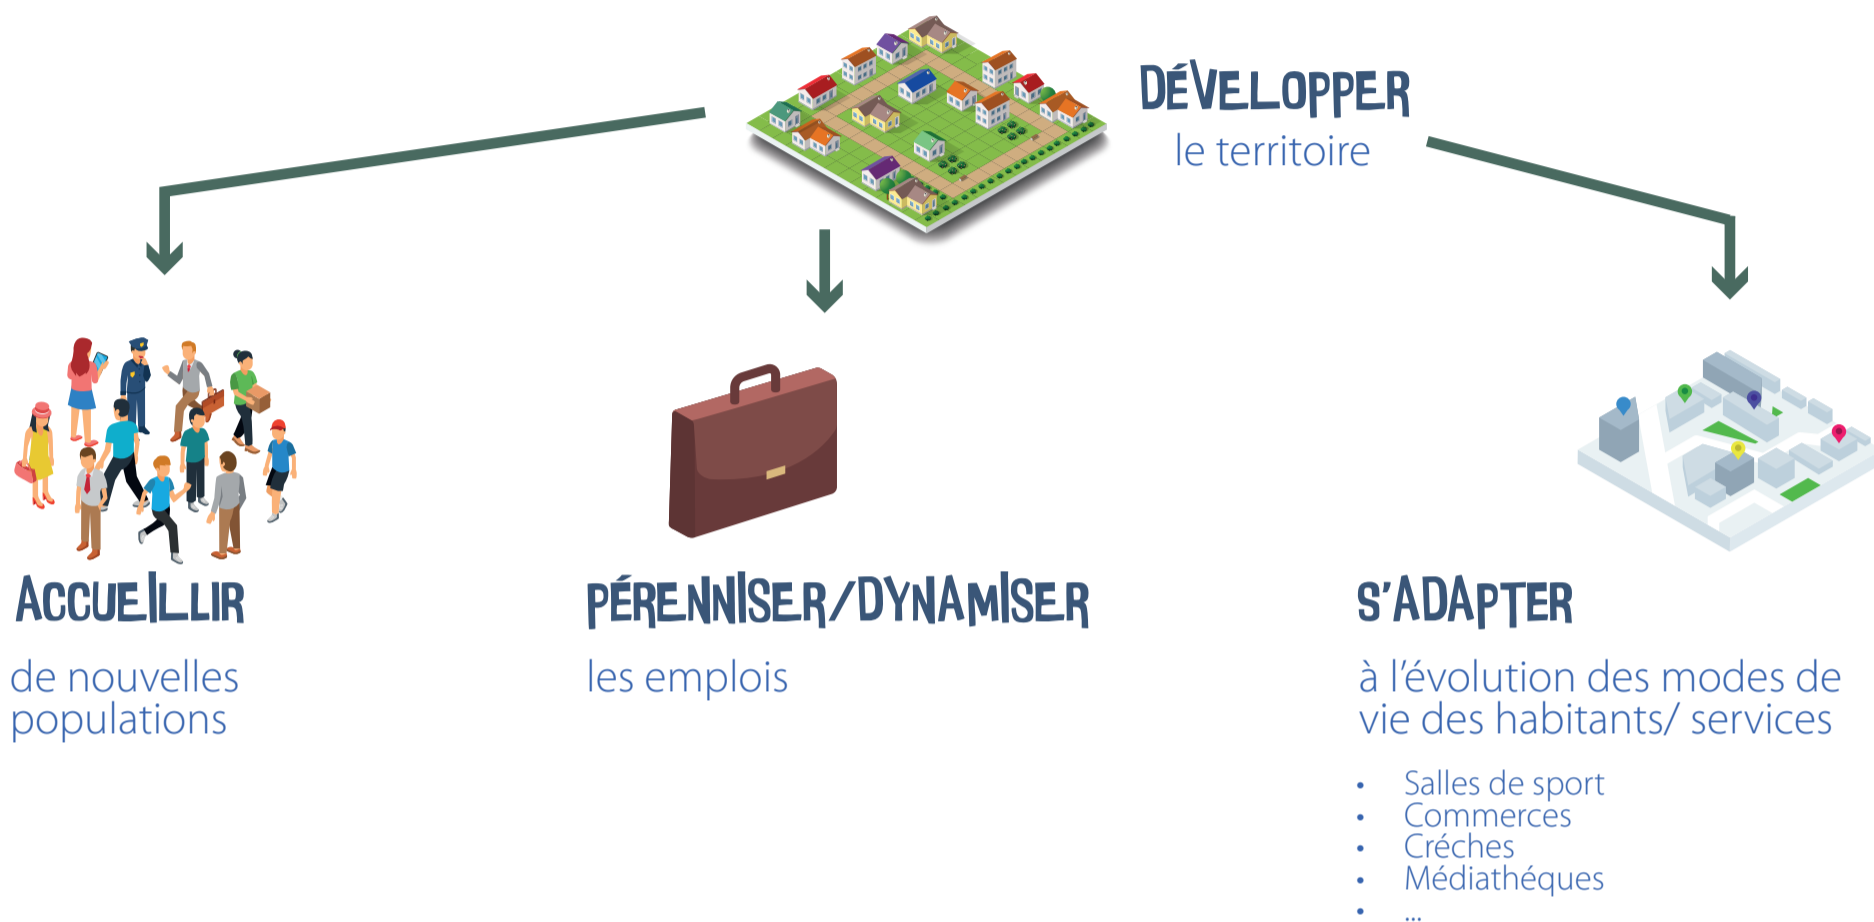 DÉVELOPPER
le territoire
ACCUEILLIR
de nouvelles
populations
PÉRENNISER/DYNAMISER
les emplois
S'ADAPTER
à l'évolution des modes de
vie des habitants/ services
• Salles de sport
• Commerces
• Créches
• Médiathéques
• ...